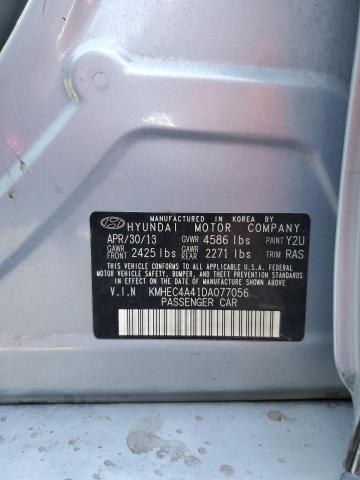 MANUFACTURED IN KOREA BY
HYUNDAI MOTOR COMPANY
APR/30/13 GVWR 4586 lbs PAINT Y2U
GAWR FRONT 2425 lbs GAWR REAR 2271 lbs TRIM RAS
THIS VEHICLE CONFORMS TO ALL APPLICABLE U.S.A. FEDERAL
MOTOR VEHICLE SAFETY, BUMPER, AND THEFT PREVENTION
STANDARDS IN EFFECT ON THE DATE OF MANUFACTURE SHOWN ABOVE.
V.I.N KMHEC4A41DA077056
PASSENGER CAR